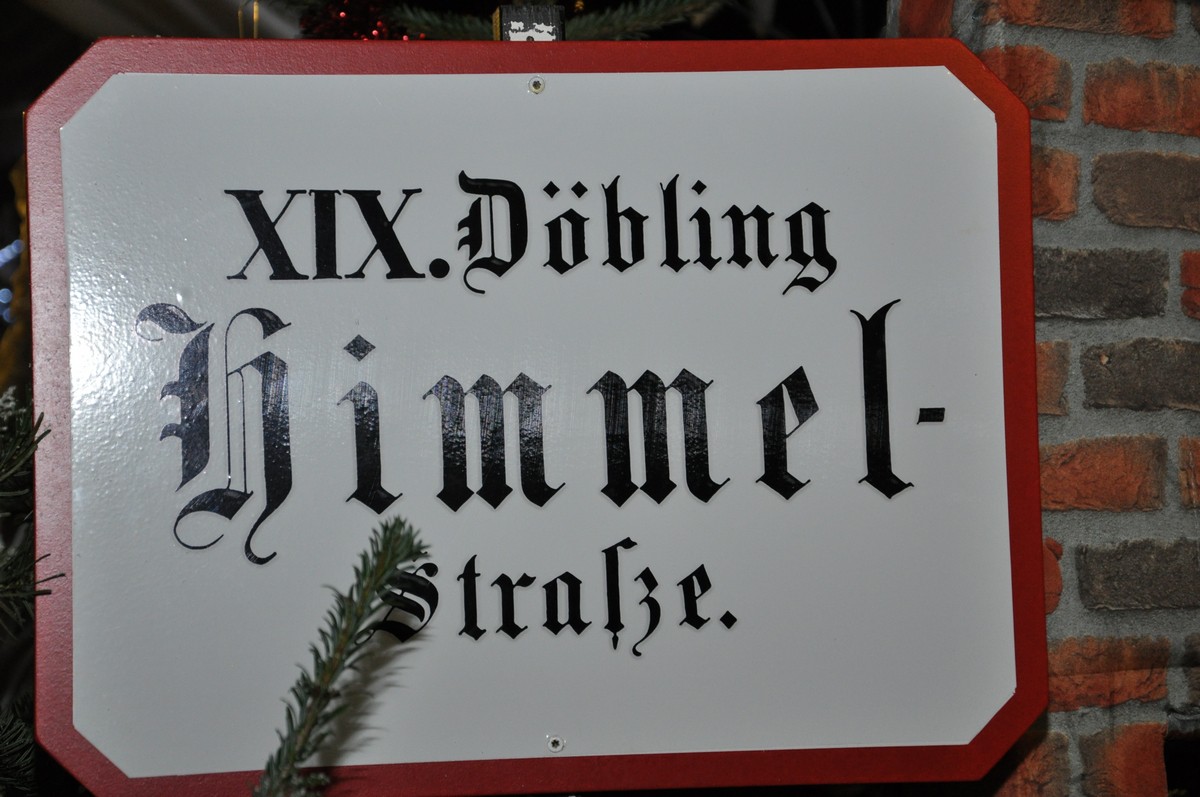 XIX. Döbling
Himmel-
straße.